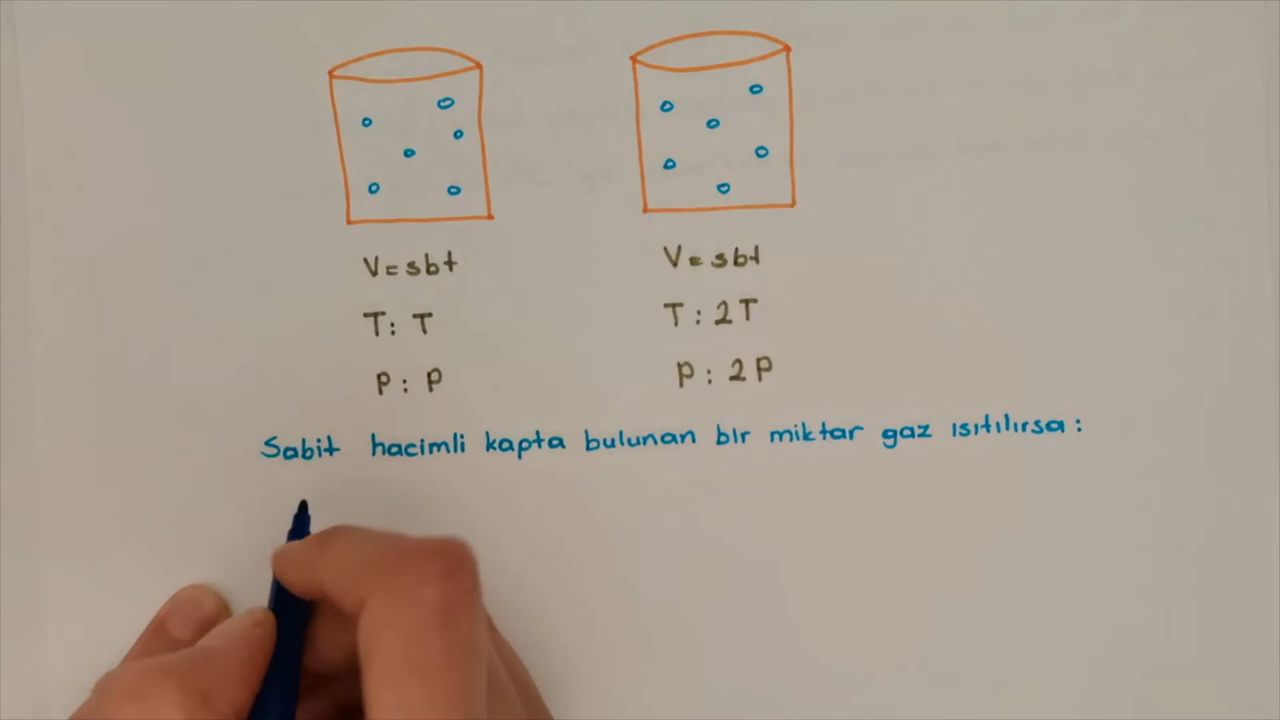 V=sbt
T: T
P: P
V=sbt
T: 2T
P: 2P
Sabit hacimli kapta bulunan bir miktar gaz ısıtılırsa: